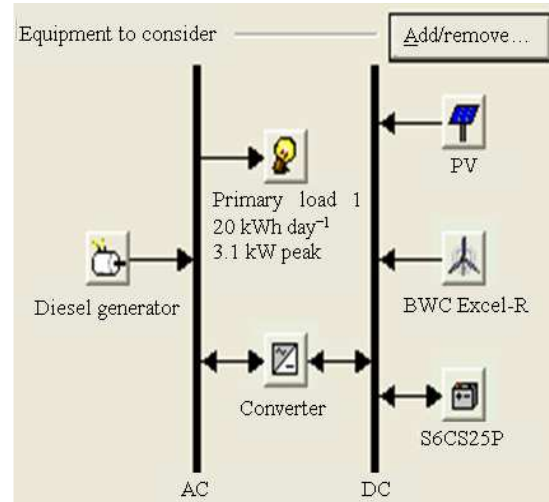 Equipment to consider
Add/remove...
Primary load 1
20 kWh day⁻¹
3.1 kW peak
PV
Diesel generator
BWC Excel-R
Converter
S6CS25P
AC
DC